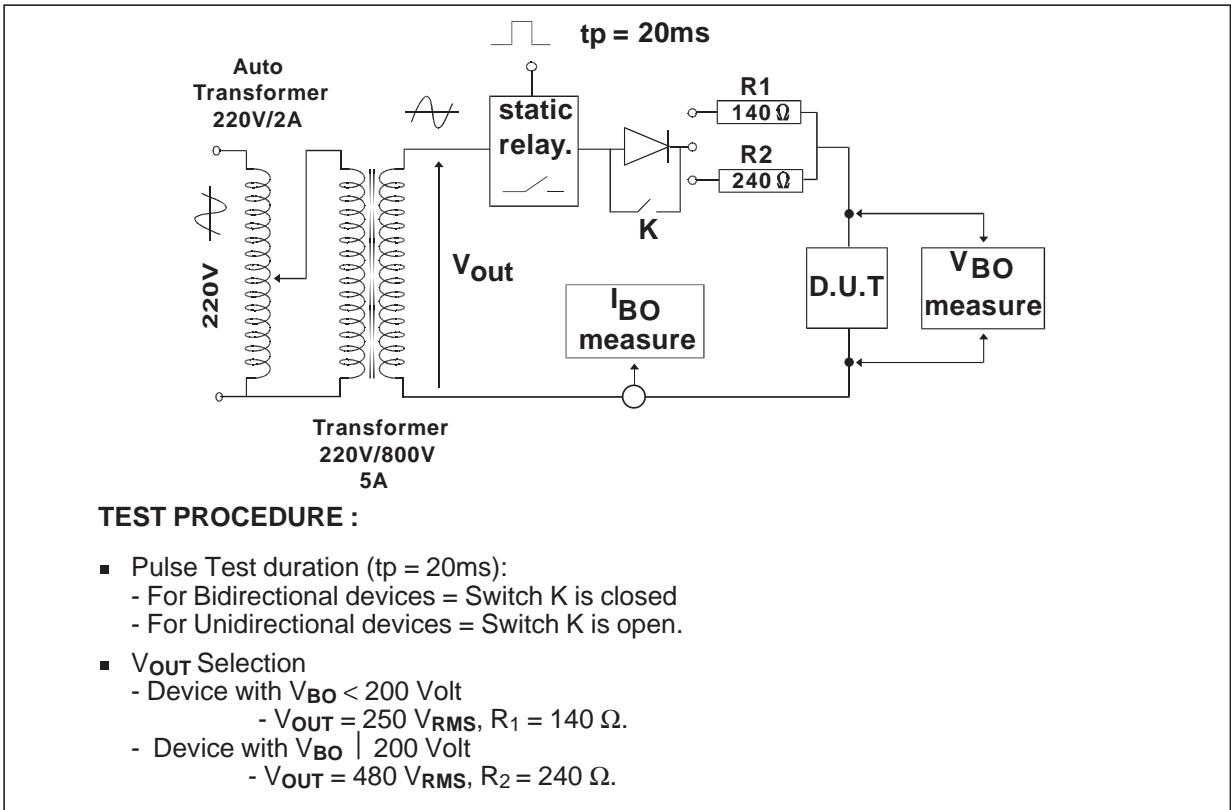 tp = 20ms
Auto
Transformer
220V/2A
static
relay.
R1
140 Ω
R2
240 Ω
K
220V
Vout
IBO
measure
D.U.T
VBO
measure
Transformer
220V/800V
5A
TEST PROCEDURE :
■ Pulse Test duration (tp = 20ms):
- For Bidirectional devices = Switch K is closed
- For Unidirectional devices = Switch K is open.
■ VOUT Selection
- Device with VBO < 200 Volt
- VOUT = 250 VRMS, R1 = 140 Ω.
- Device with VBO | 200 Volt
- VOUT = 480 VRMS, R2 = 240 Ω.